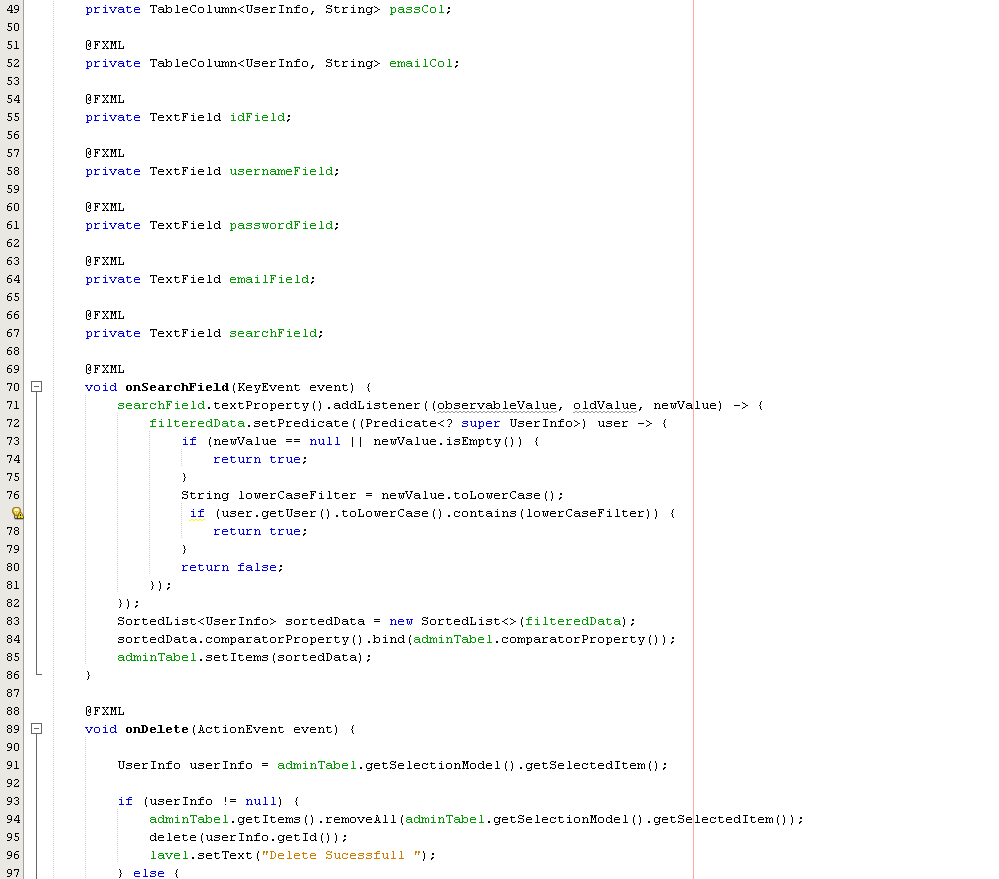 49 private TableColumn<UserInfo, String> passCol;
50
51 @FXML
52 private TableColumn<UserInfo, String> emailCol;
53
54 @FXML
55 private TextField idField;
56
57 @FXML
58 private TextField usernameField;
59
60 @FXML
61 private TextField passwordField;
62
63 @FXML
64 private TextField emailField;
65
66 @FXML
67 private TextField searchField;
68
69 @FXML
70 void onSearchField(KeyEvent event) {
71 searchField.textProperty().addListener((observableValue, oldValue, newValue) -> {
72 filteredData.setPredicate((Predicate<? super UserInfo>) user -> {
73 if (newValue == null || newValue.isEmpty()) {
74 return true;
75 }
76 String lowerCaseFilter = newValue.toLowerCase();
if (user.getUser().toLowerCase().contains(lowerCaseFilter)) {
78 return true;
79 }
80 return false;
81 });
82 });
83 SortedList<UserInfo> sortedData = new SortedList<>(filteredData);
84 sortedData.comparatorProperty().bind(adminTabel.comparatorProperty());
85 adminTabel.setItems(sortedData);
86 }
87
88 @FXML
89 void onDelete(ActionEvent event) {
90
91 UserInfo userInfo = adminTabel.getSelectionModel().getSelectedItem();
92
93 if (userInfo != null) {
94 adminTabel.getItems().removeAll(adminTabel.getSelectionModel().getSelectedItem());
95 delete(userInfo.getId());
96 lavel.setText("Delete Sucessfull ");
97 } else {